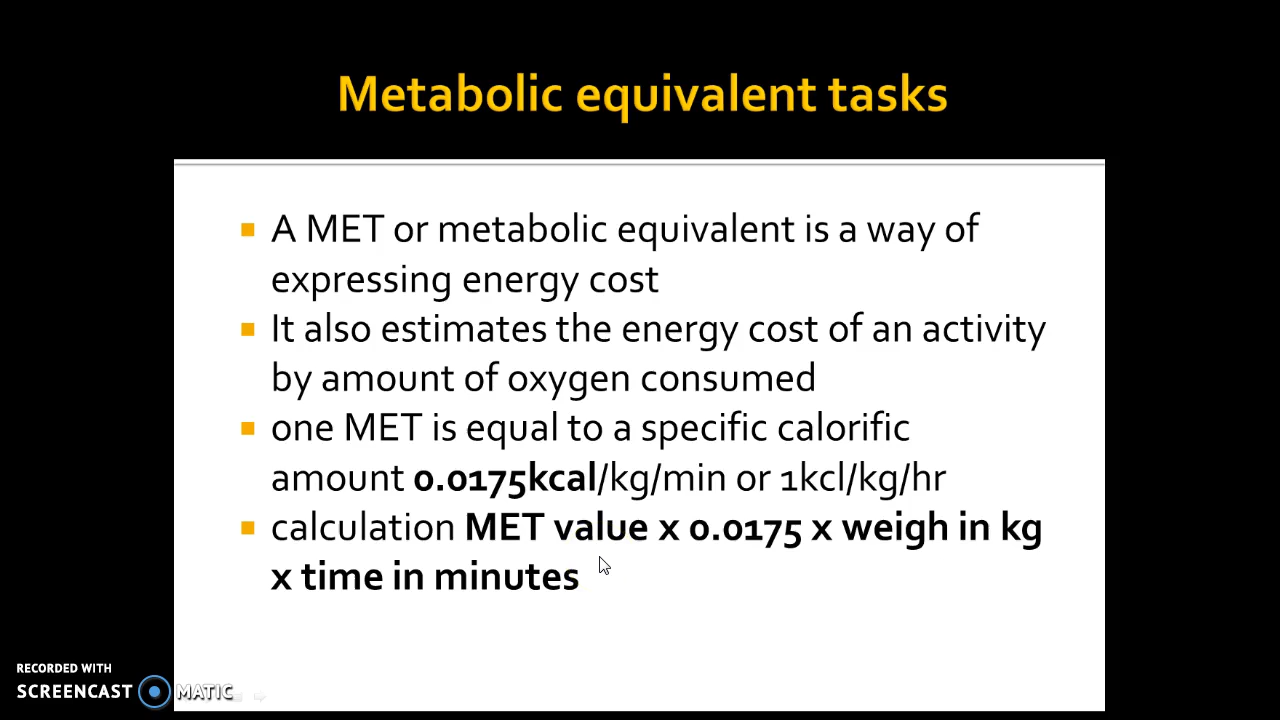 Metabolic equivalent tasks
A MET or metabolic equivalent is a way of
expressing energy cost
It also estimates the energy cost of an activity
by amount of oxygen consumed
one MET is equal to a specific calorific
amount 0.0175kcal/kg/min or 1kcl/kg/hr
calculation MET value x 0.0175 x weigh in kg
x time in minutes
RECORDED WITH
SCREENCAST MATIC